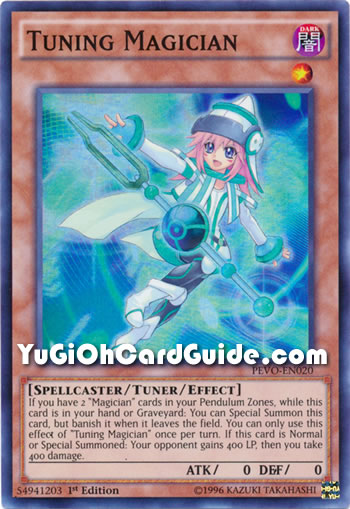 TUNING MAGICIAN
DARK
闇
YuGiOhCardGuide.com
PEVO-EN020
[SPELLCASTER/TUNER/EFFECT]
If you have 2 "Magician" cards in your Pendulum Zones, while this
card is in your hand or Graveyard: You can Special Summon this
card, but banish it when it leaves the field. You can only use this
effect of "Tuning Magician" once per turn. If this card is Normal
or Special Summoned: Your opponent gains 400 LP, then you take
400 damage.
ATK/ 0 DEF/ 0
54941203 1st Edition ©1996 KAZUKI TAKAHASHI